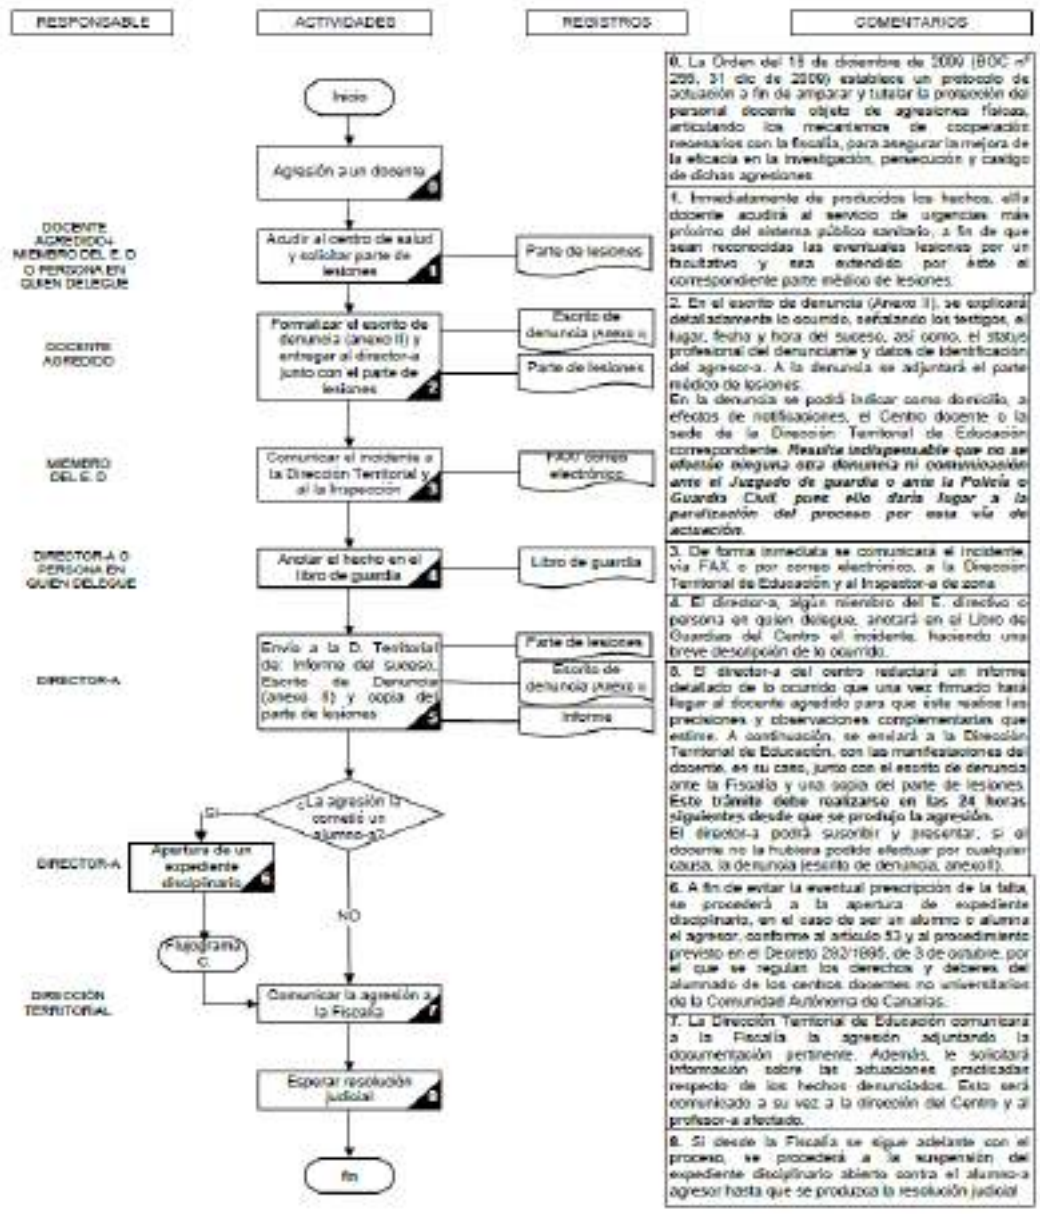 RESPONSABLE
ACTIVIDADES
REGISTROS
COMENTARIOS
Inicio
Agresión a un docente
0
DOCENTE
AGREDIDO+
MIEMBRO DEL E. D
O PERSONA EN
QUIEN DELEGUE
Acudir al centro de salud
y solicitar parte de
lesiones
1
Parte de lesiones
DOCENTE
AGREDIDO
Formalizar el escrito de
denuncia (anexo II) y
entregar al director-a
junto con el parte de
lesiones
2
Escrito de
denuncia (Anexo II)
Parte de lesiones
MIEMBRO
DEL E. D
Comunicar el incidente a
la Dirección Territorial y
al la Inspección
3
FAX/ correo
electrónico
DIRECTOR-A O
PERSONA EN
QUIEN DELEGUE
Anotar el hecho en el
libro de guardia
4
Libro de guardia
DIRECTOR-A
Envío a la D. Territorial
de: Informe del suceso,
Escrito de Denuncia
(anexo II) y copia del
parte de lesiones
5
Parte de lesiones
Escrito de
denuncia (Anexo II)
Informe
¿La agresión la
cometió un
alumno-a?
SI
NO
DIRECTOR-A
Apertura de un
expediente
disciplinario
6
Flujograma
C
DIRECCIÓN
TERRITORIAL
Comunicar la agresión a
la Fiscalía
7
Esperar resolución
judicial
8
fin
0. La Orden del 18 de diciembre de 2009 (BOC nº
255, 31 dic de 2009) establece un protocolo de
actuación a fin de amparar y tutelar la protección del
personal docente objeto de agresiones físicas,
articulando los mecanismos de cooperación
necesarios con la fiscalía, para asegurar la mejora de
la eficacia en la investigación, persecución y castigo
de dichas agresiones
1. Inmediatamente de producidos los hechos, el/la
docente acudirá al servicio de urgencias más
próximo del sistema público sanitario, a fin de que
sean reconocidas las eventuales lesiones por un
facultativo y sea extendido por éste el
correspondiente parte médico de lesiones.
2. En el escrito de denuncia (Anexo II), se explicará
detalladamente lo ocurrido, señalando los testigos, el
lugar, fecha y hora del suceso, así como, el status
profesional del denunciante y datos de identificación
del agresor-a. A la denuncia se adjuntará el parte
médico de lesiones.
En la denuncia se podrá indicar como domicilio, a
efectos de notificaciones, el Centro docente o la
sede de la Dirección Territorial de Educación
correspondiente. Resulta indispensable que no se
efectúe ninguna otra denuncia ni comunicación
ante el Juzgado de guardia o ante la Policía o
Guardia Civil, pues ello daría lugar a la
paralización del proceso por esta vía de
actuación.
3. De forma inmediata se comunicará el incidente,
vía FAX o por correo electrónico, a la Dirección
Territorial de Educación y al Inspector-a de zona
4. El director-a, algún miembro del E. directivo o
persona en quien delegue, anotará en el Libro de
Guardias del Centro el incidente, haciendo una
breve descripción de lo ocurrido.
5. El director-a del centro redactará un informe
detallado de lo ocurrido que una vez firmado hará
llegar al docente agredido para que éste realice las
precisiones y observaciones complementarias que
estime. A continuación, se enviará a la Dirección
Territorial de Educación, con las manifestaciones del
docente, en su caso, junto con el escrito de denuncia
ante la Fiscalía y una copia del parte de lesiones.
Este trámite debe realizarse en las 24 horas
siguientes desde que se produjo la agresión.
El director-a podrá suscribir y presentar, si el
docente no la hubiera podido efectuar por cualquier
causa, la denuncia (escrito de denuncia, anexo II).
6. A fin de evitar la eventual prescripción de la falta,
se procederá a la apertura de expediente
disciplinario, en el caso de ser un alumno o alumna
el agresor, conforme al artículo 53 y al procedimiento
previsto en el Decreto 292/1995, de 3 de octubre, por
el que se regulan los derechos y deberes del
alumnado de los centros docentes no universitarios
de la Comunidad Autónoma de Canarias.
7. La Dirección Territorial de Educación comunicará
a la Fiscalía la agresión adjuntando la
documentación pertinente. Además, le solicitará
información sobre las actuaciones practicadas
respecto de los hechos denunciados. Esto será
comunicado a su vez a la dirección del Centro y al
profesor-a afectado.
8. Si desde la Fiscalía se sigue adelante con el
proceso, se procederá a la suspensión del
expediente disciplinario abierto contra el alumno-a
agresor hasta que se produzca la resolución judicial